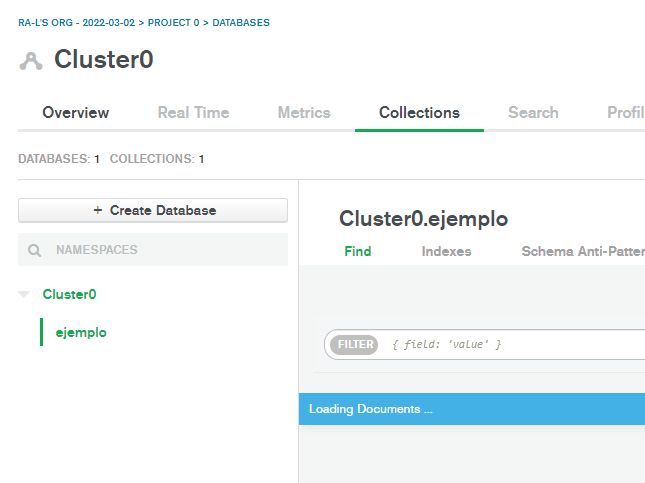 RA-L'S ORG - 2022-03-02 > PROJECT 0 > DATABASES
Cluster0
Overview Real Time Metrics Collections Search Profil
DATABASES: 1 COLLECTIONS: 1
+ Create Database
NAMESPACES
Cluster0
ejemplo
Cluster0.ejemplo
Find Indexes Schema Anti-Patter
FILTER { field: 'value' }
Loading Documents ...